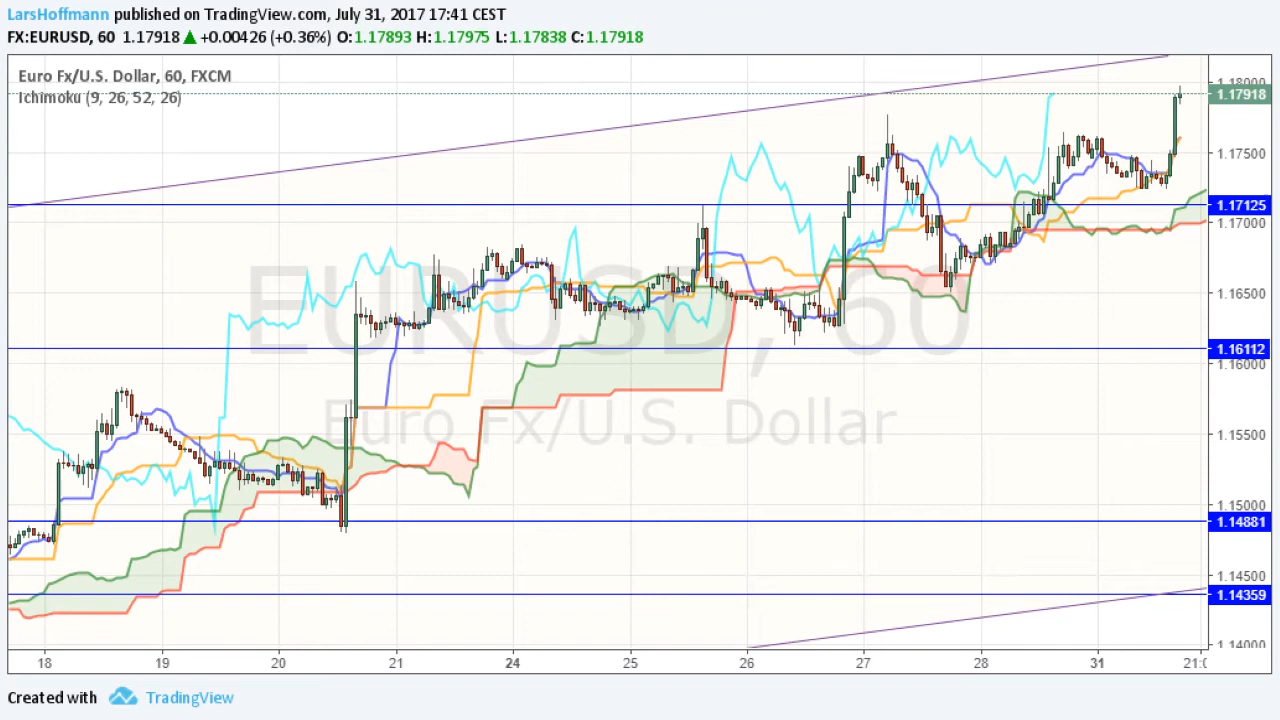 LarsHoffmann published on TradingView.com, July 31, 2017 17:41 CEST
FX:EURUSD, 60 1.17918 ▲ +0.00426 (+0.36%) O:1.17893 H:1.17975 L:1.17838 C:1.17918
Euro Fx/U.S. Dollar, 60, FXCM
Ichimoku (9, 26, 52, 26)
EURUSD, 60
Euro Fx/U.S. Dollar
1.18000
1.17918
1.17500
1.17125
1.17000
1.16500
1.16112
1.16000
1.15500
1.15000
1.14881
1.14500
1.14359
1.14000
18 19 20 21 24 25 26 27 28 31 21:0
Created with TradingView